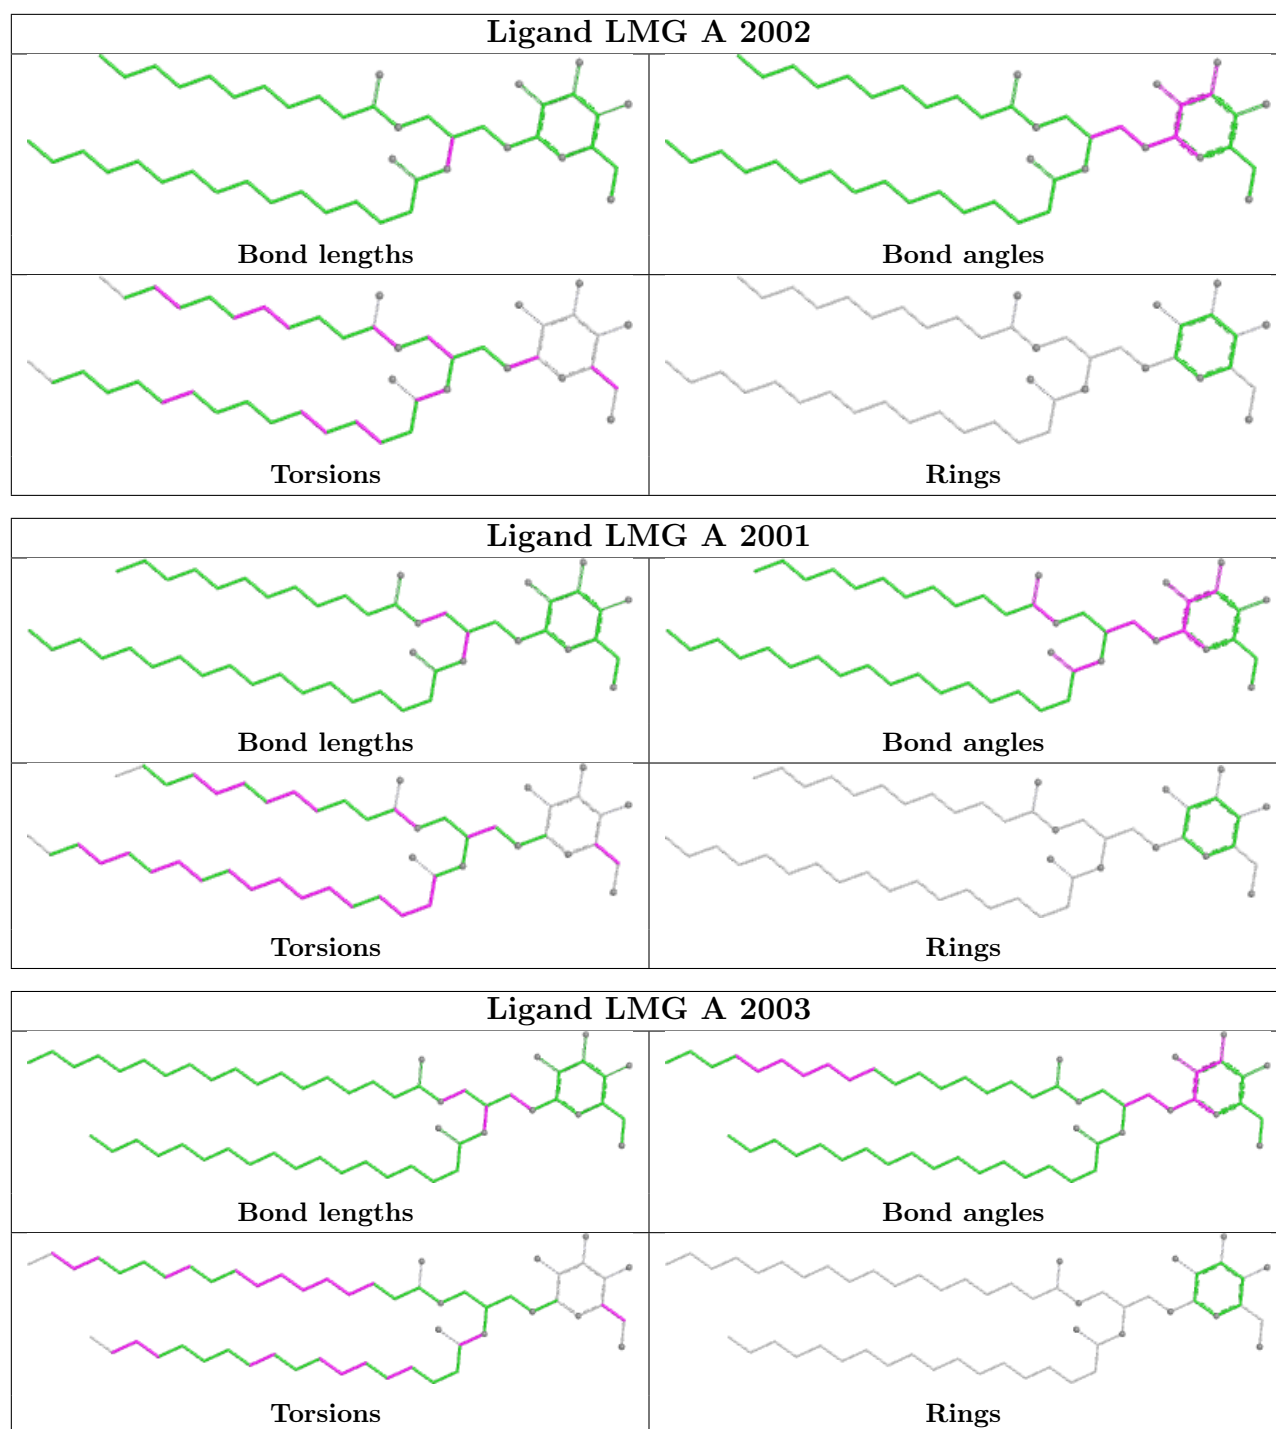 Ligand LMG A 2002
Bond lengths
Bond angles
Torsions
Rings
Ligand LMG A 2001
Bond lengths
Bond angles
Torsions
Rings
Ligand LMG A 2003
Bond lengths
Bond angles
Torsions
Rings